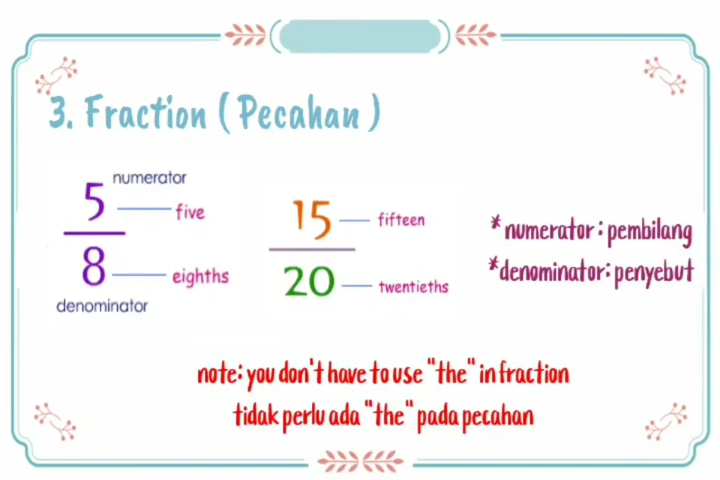 3. Fraction ( Pecahan )
numerator
5
five
8
eighths
denominator
15
fifteen
20
twentieths
*numerator: pembilang
*denominator: penyebut
note: you don't have to use "the" in fraction
tidak perlu ada "the" pada pecahan